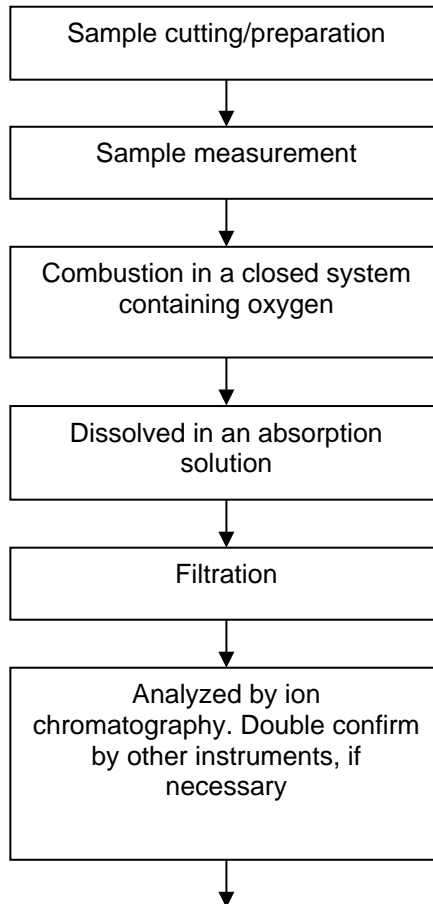 Sample cutting/preparation
Sample measurement
Combustion in a closed system
containing oxygen
Dissolved in an absorption
solution
Filtration
Analyzed by ion
chromatography. Double confirm
by other instruments, if
necessary